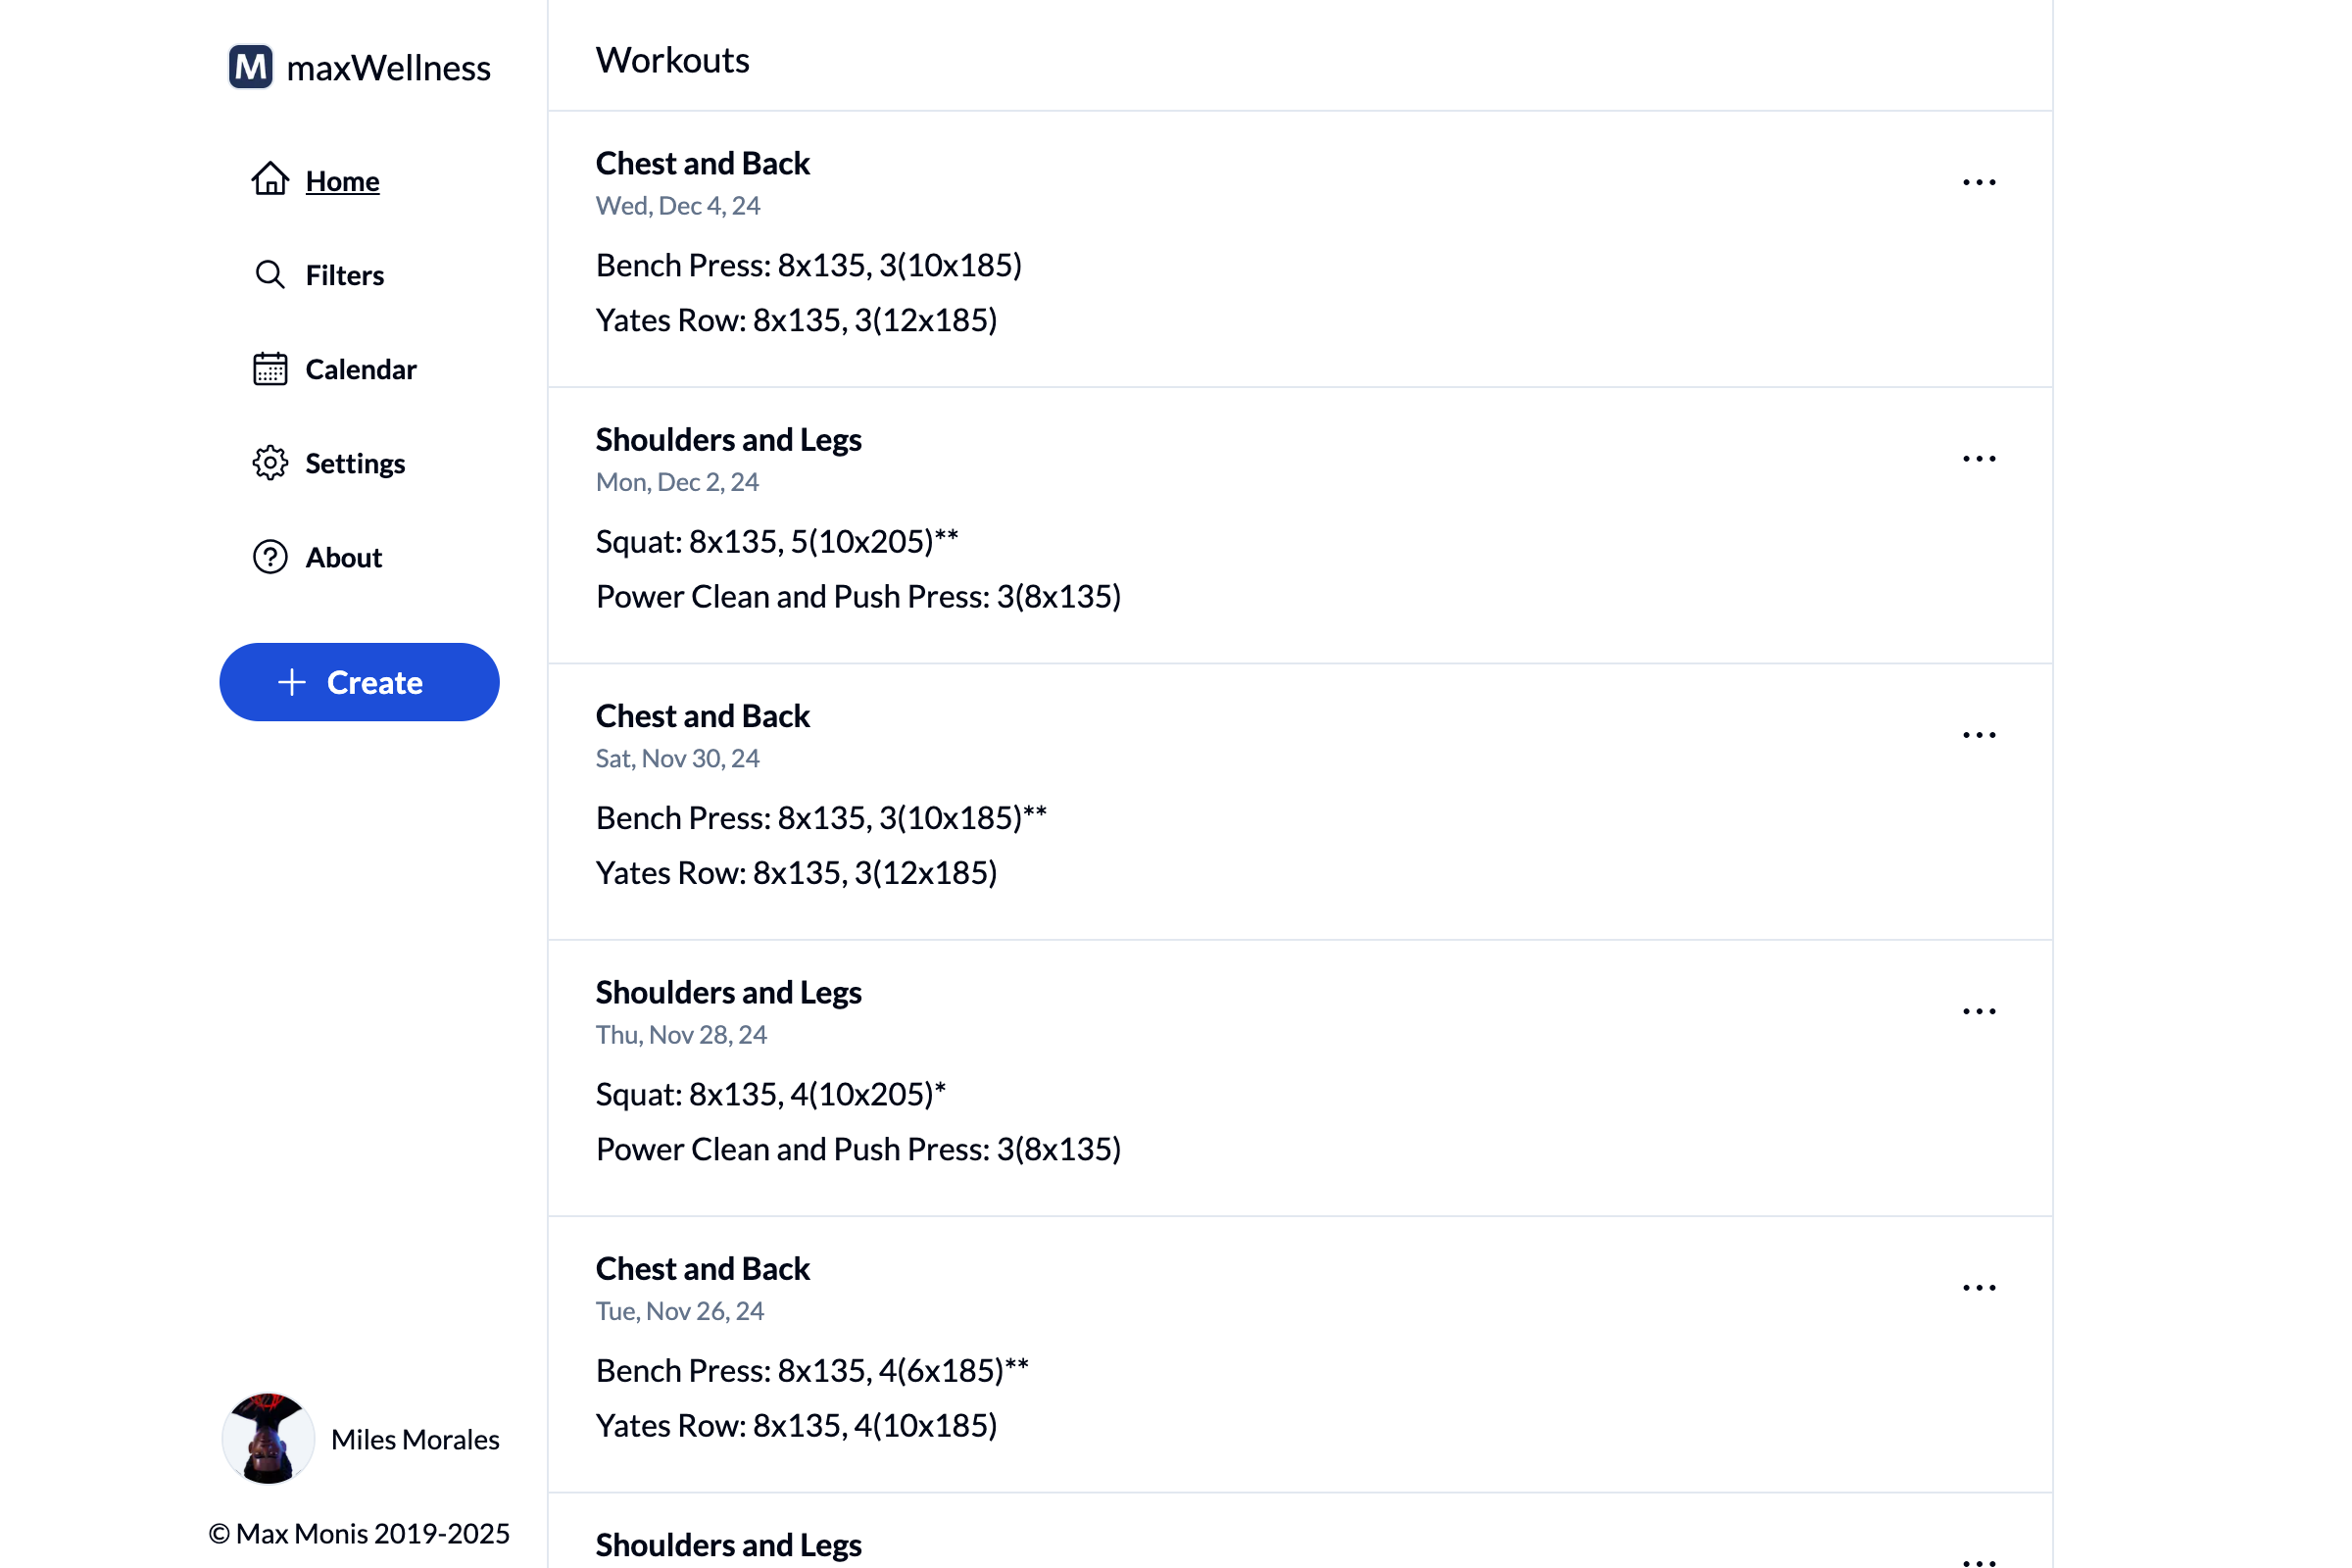 M maxWellness
Home
Filters
Calendar
Settings
About
Create
Miles Morales
© Max Monis 2019-2025
Workouts
Chest and Back
Wed, Dec 4, 24
Bench Press: 8x135, 3(10x185)
Yates Row: 8x135, 3(12x185)
Shoulders and Legs
Mon, Dec 2, 24
Squat: 8x135, 5(10x205)**
Power Clean and Push Press: 3(8x135)
Chest and Back
Sat, Nov 30, 24
Bench Press: 8x135, 3(10x185)**
Yates Row: 8x135, 3(12x185)
Shoulders and Legs
Thu, Nov 28, 24
Squat: 8x135, 4(10x205)*
Power Clean and Push Press: 3(8x135)
Chest and Back
Tue, Nov 26, 24
Bench Press: 8x135, 4(6x185)**
Yates Row: 8x135, 4(10x185)
Shoulders and Legs